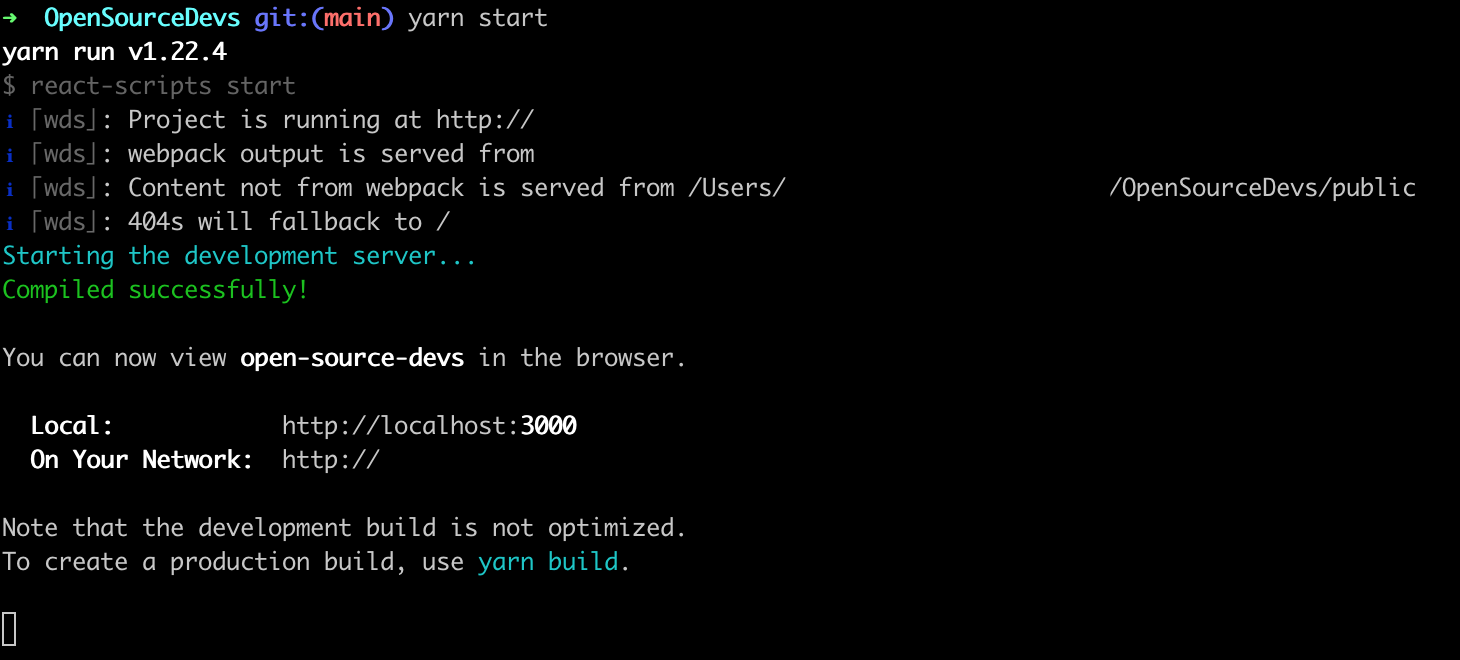 ➜  OpenSourceDevs git:(main) yarn start
yarn run v1.22.4
$ react-scripts start
ℹ ｢wds｣: Project is running at http://
ℹ ｢wds｣: webpack output is served from
ℹ ｢wds｣: Content not from webpack is served from /Users/ /OpenSourceDevs/public
ℹ ｢wds｣: 404s will fallback to /
Starting the development server...
Compiled successfully!
You can now view open-source-devs in the browser.
Local: http://localhost:3000
On Your Network: http://
Note that the development build is not optimized.
To create a production build, use yarn build.